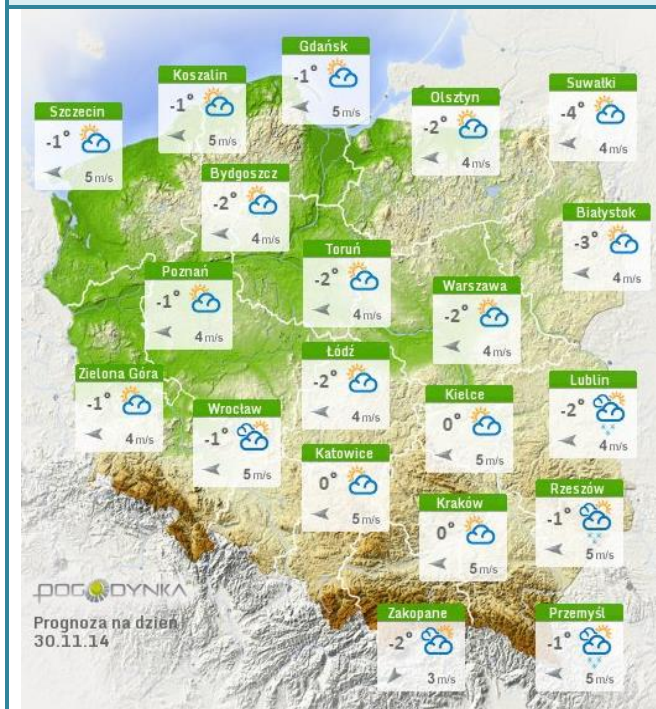 Gdańsk
-1°
5 m/s
Koszalin
-1°
5 m/s
Suwałki
-4°
4 m/s
Olsztyn
-2°
4 m/s
Szczecin
-1°
5 m/s
Bydgoszcz
-2°
4 m/s
Białystok
-3°
4 m/s
Toruń
-2°
4 m/s
Poznań
-1°
4 m/s
Warszawa
-2°
4 m/s
Łódź
-2°
4 m/s
Zielona Góra
-1°
4 m/s
Lublin
-2°
4 m/s
Kielce
0°
5 m/s
Wrocław
-1°
5 m/s
Katowice
0°
5 m/s
Rzeszów
-1°
5 m/s
Kraków
0°
5 m/s
POGODYNKA
Prognoza na dzień
30.11.14
Zakopane
-2°
3 m/s
Przemyśl
-1°
5 m/s